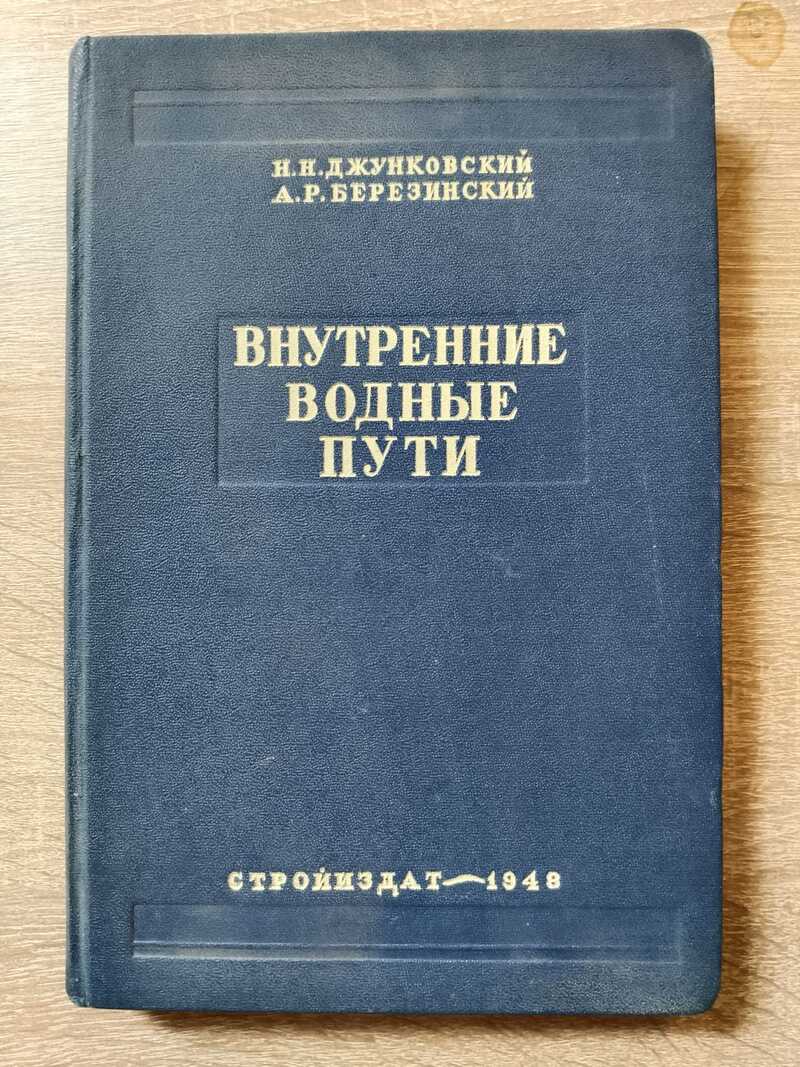 Н.Н.ДЖУНКОВСКИЙ
А.Р.БЕРЕЗИНСКИЙ
ВНУТРЕННИЕ
ВОДНЫЕ
ПУТИ
СТРОЙИЗДАТ—1948